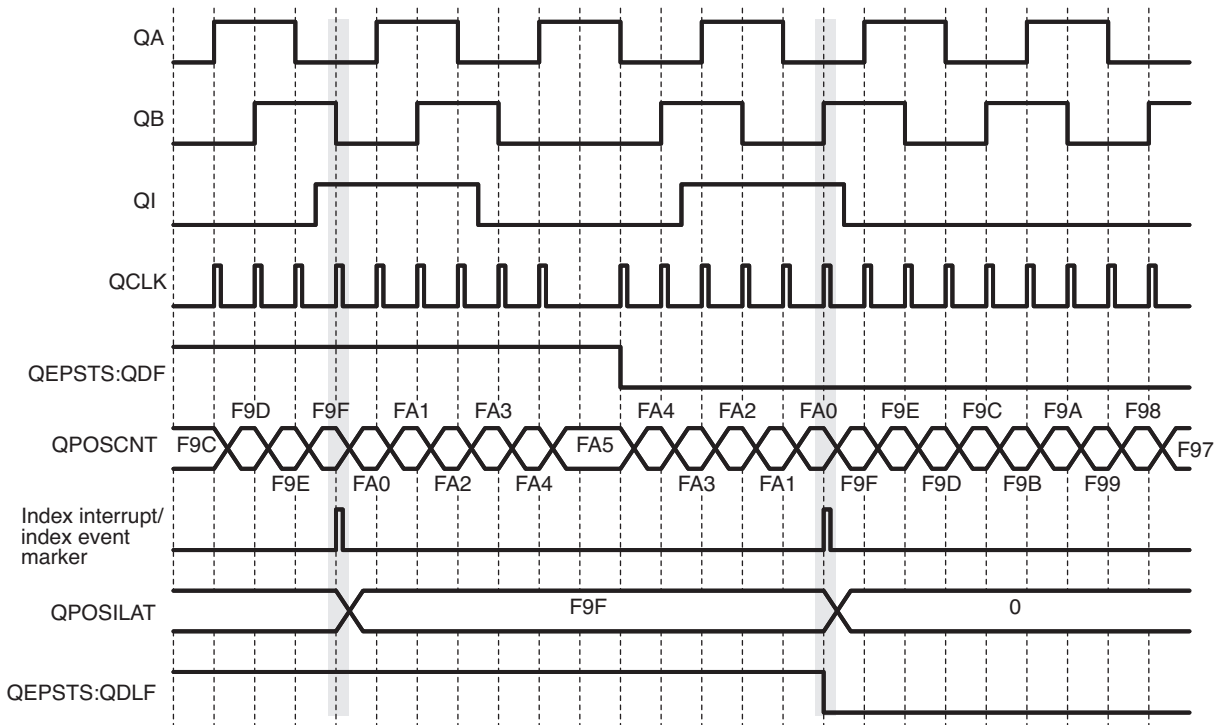 QA
QB
QI
QCLK
QEPSTS:QDF
F9D F9F FA1 FA3 FA4 FA2 FA0 F9E F9C F9A F98
QPOSCNT F9C FA5 F97
F9E FA0 FA2 FA4 FA3 FA1 F9F F9D F9B F99
Index interrupt/
index event
marker
QPOSILAT F9F 0
QEPSTS:QDLF